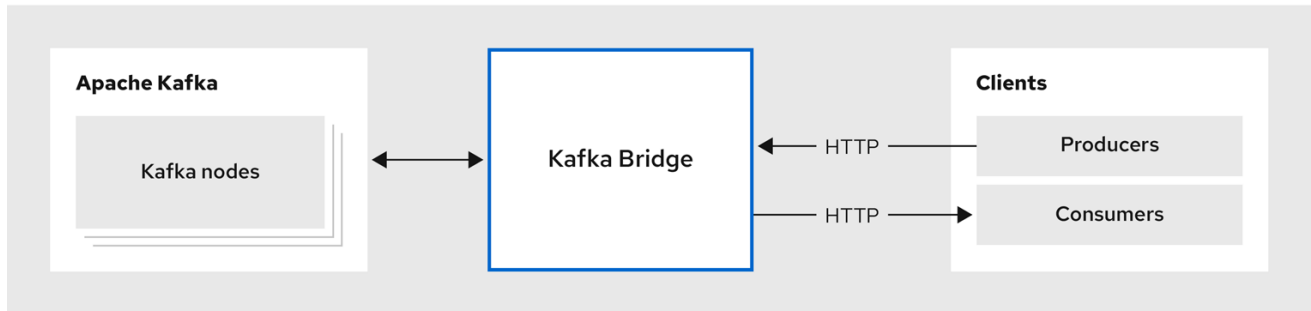 Apache Kafka
Kafka nodes
Kafka Bridge
HTTP
HTTP
Clients
Producers
Consumers